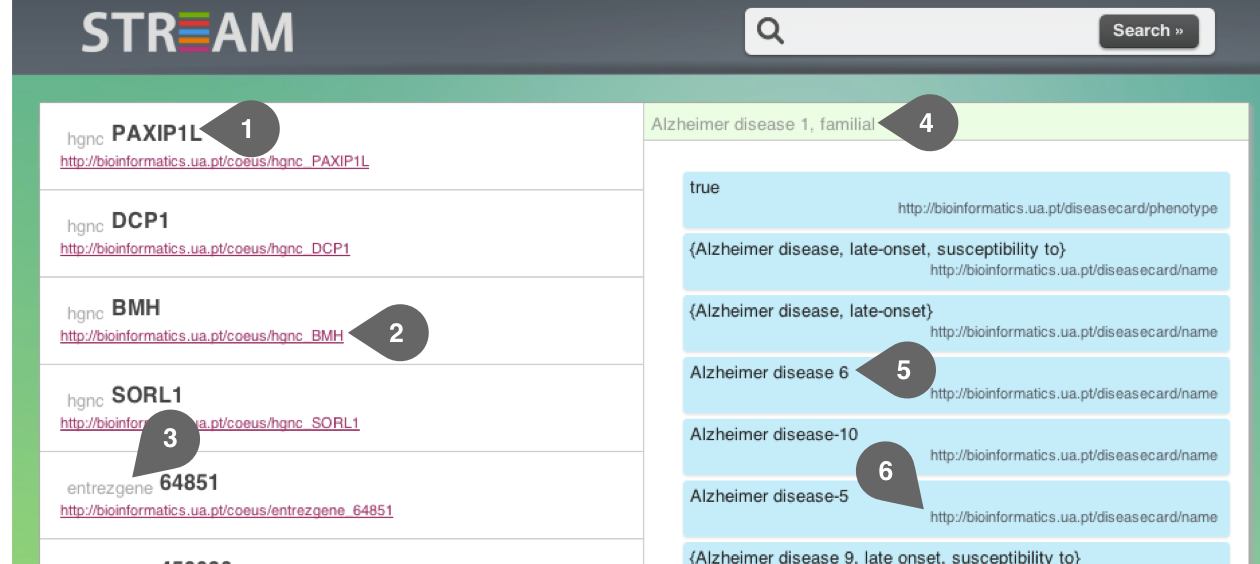 STREAM
Search »
hgnc PAXIP1L
1
http://bioinformatics.ua.pt/coeus/hgnc_PAXIP1L
hgnc DCP1
http://bioinformatics.ua.pt/coeus/hgnc_DCP1
hgnc BMH
http://bioinformatics.ua.pt/coeus/hgnc_BMH
2
hgnc SORL1
http://bioinfor a.pt/coeus/hgnc_SORL1
3
entrezgene 64851
http://bioinformatics.ua.pt/coeus/entrezgene_64851
Alzheimer disease 1, familial
4
true
http://bioinformatics.ua.pt/diseasecard/phenotype
{Alzheimer disease, late-onset, susceptibility to}
http://bioinformatics.ua.pt/diseasecard/name
{Alzheimer disease, late-onset}
http://bioinformatics.ua.pt/diseasecard/name
Alzheimer disease 6
5
http://bioinformatics.ua.pt/diseasecard/name
Alzheimer disease-10
http://bioinformatics.ua.pt/diseasecard/name
6
Alzheimer disease-5
http://bioinformatics.ua.pt/diseasecard/name
{Alzheimer disease 9, late onset, susceptibility to}